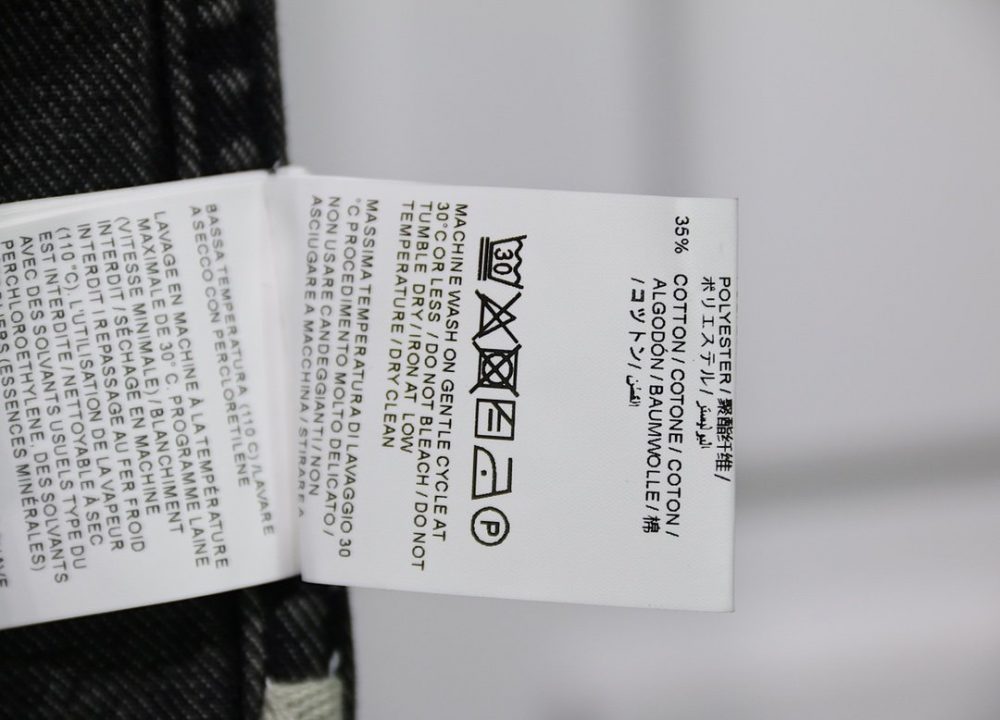 POLYESTER / 聚酯纤维 /
ポリエステル / البوليستر
35% COTTON / COTONE / COTON /
ALGODÓN / BAUMWOLLE / 棉
/ コットン / القطن
30 P
MACHINE WASH ON GENTLE CYCLE AT
30°C OR LESS / DO NOT BLEACH / DO NOT
TUMBLE DRY / IRON AT LOW
TEMPERATURE / DRY CLEAN
MASSIMA TEMPERATURA DI LAVAGGIO 30
°C PROCEDIMENTO MOLTO DELICATO /
NON USARE CANDEGGIANTI / NON
ASCIUGARE A MACCHINA / STIRARE A
BASSA TEMPERATURA (110 C) / LAVARE
A SECCO CON PERCLORETILENE
LAVAGE EN MACHINE À LA TEMPÉRATURE
MAXIMALE DE 30°C, PROGRAMME LAINE
(VITESSE MINIMALE) / BLANCHIMENT
INTERDIT / SÉCHAGE EN MACHINE
INTERDIT / REPASSAGE AU FER FROID
(110°C), L'UTILISATION DE LA VAPEUR
EST INTERDITE / NETTOYABLE À SEC
AVEC DES SOLVANTS USUELS TYPE DU
PERCHLOROETHYLÈNE, DES SOLVANTS
(ESSENCES MINÉRALES)